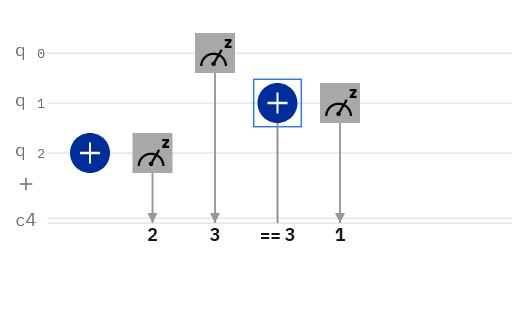 z
q 0
z
q 1
z
q 2
+
c4
2 3 == 3 1